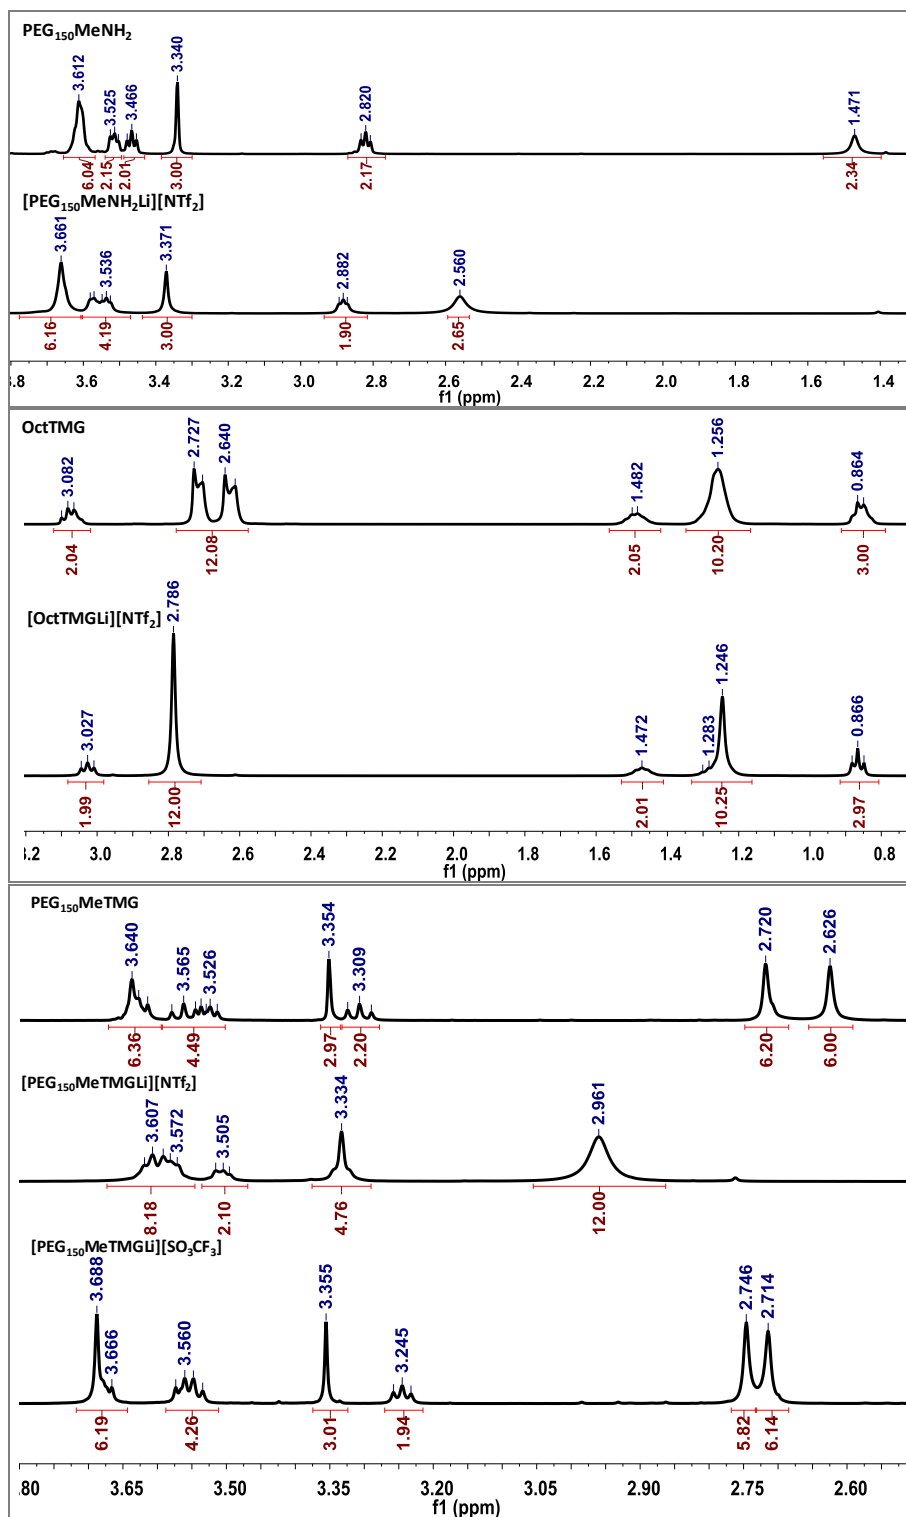 PEG₁₅₀MeNH₂
3.612 3.525 3.466 3.340 2.820 1.471
6.04 2.15 2.01 3.00 2.17 2.34
[PEG₁₅₀MeNH₂Li][NTf₂]
3.661 3.536 3.371 2.882 2.560
6.16 4.19 3.00 1.90 2.65
3.8 3.6 3.4 3.2 3.0 2.8 2.6 2.4 2.2 2.0 1.8 1.6 1.4
f1 (ppm)
OctTMG
3.082 2.727 2.640 1.482 1.256 0.864
2.04 12.08 2.05 10.20 3.00
[OctTMGLi][NTf₂]
3.027 2.786 1.472 1.283 1.246 0.866
1.99 12.00 2.01 10.25 2.97
3.2 3.0 2.8 2.6 2.4 2.2 2.0 1.8 1.6 1.4 1.2 1.0 0.8
f1 (ppm)
PEG₁₅₀MeTMG
3.640 3.565 3.526 3.354 3.309 2.720 2.626
6.36 4.49 2.97 2.20 6.20 6.00
[PEG₁₅₀MeTMGLi][NTf₂]
3.607 3.572 3.505 3.334 2.961
8.18 2.10 4.76 12.00
[PEG₁₅₀MeTMGLi][SO₃CF₃]
3.688 3.666 3.560 3.355 3.245 2.746 2.714
6.19 4.26 3.01 1.94 5.82 6.14
.80 3.65 3.50 3.35 3.20 3.05 2.90 2.75 2.60
f1 (ppm)